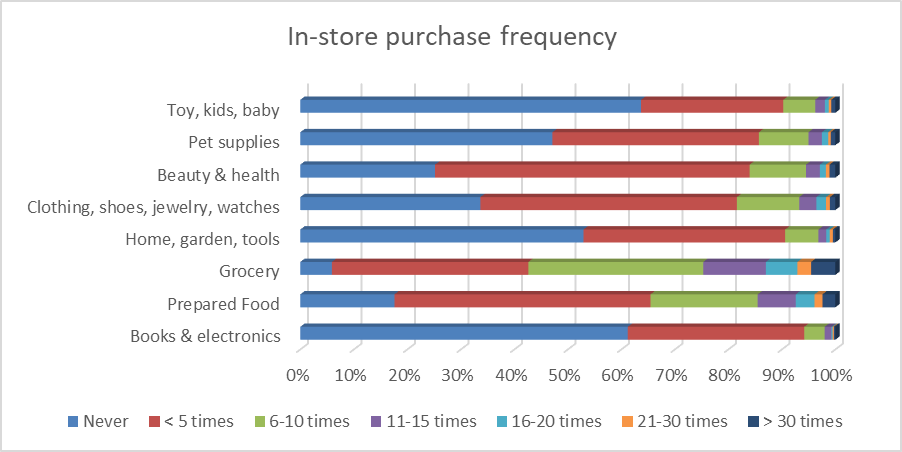 In-store purchase frequency
Toy, kids, baby
Pet supplies
Beauty & health
Clothing, shoes, jewelry, watches
Home, garden, tools
Grocery
Prepared Food
Books & electronics
0% 10% 20% 30% 40% 50% 60% 70% 80% 90% 100%
Never < 5 times 6-10 times 11-15 times 16-20 times 21-30 times > 30 times